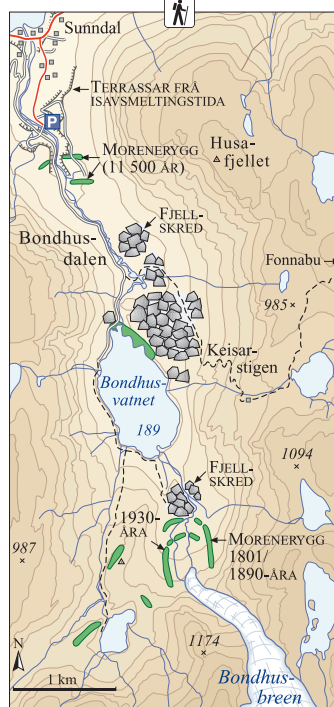 Sunndal
TERRASSAR FRÅ
ISAVSMELTINGSTIDA
P
MORENERYGG
(11 500 ÅR)
Husa-
fjellet
FJELL-
SKRED
Bondhus-
dalen
Fonnabu
985
Keisar-
stigen
Bondhus-
vatnet
189
1094
FJELL-
SKRED
1930-
ÅRA
MORENERYGG
1801/
1890-ÅRA
987
N
1174
1 km
Bondhus-
breen